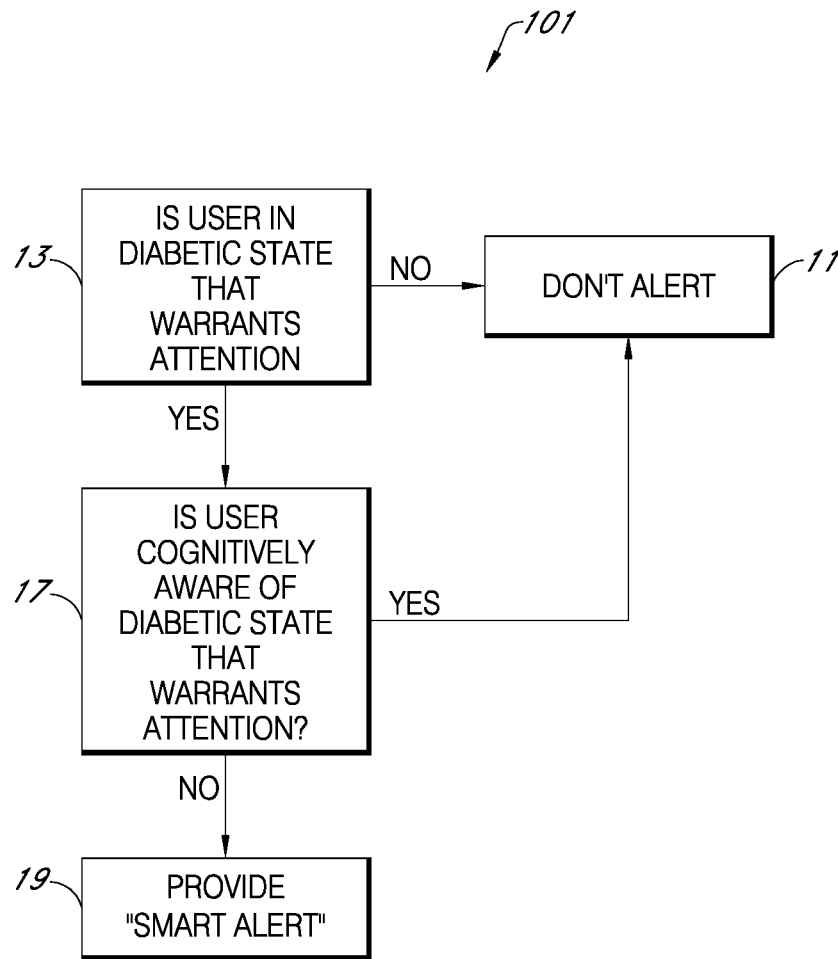 101
IS USER IN
DIABETIC STATE
THAT
WARRANTS
ATTENTION
13
NO
DON'T ALERT
11
YES
IS USER
COGNITIVELY
AWARE OF
DIABETIC STATE
THAT
WARRANTS
ATTENTION?
17
YES
NO
19
PROVIDE
"SMART ALERT"